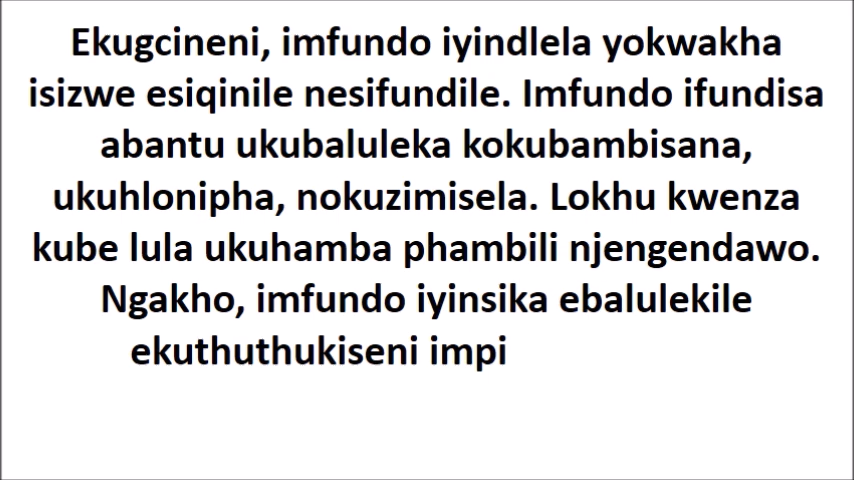 Ekugcineni, imfundo iyindlela yokwakha
isizwe esiqinile nesifundile. Imfundo ifundisa
abantu ukubaluleka kokubambisana,
ukuhlonipha, nokuzimisela. Lokhu kwenza
kube lula ukuhamba phambili njengendawo.
Ngakho, imfundo iyinsika ebalulekile
ekuthuthukiseni impi